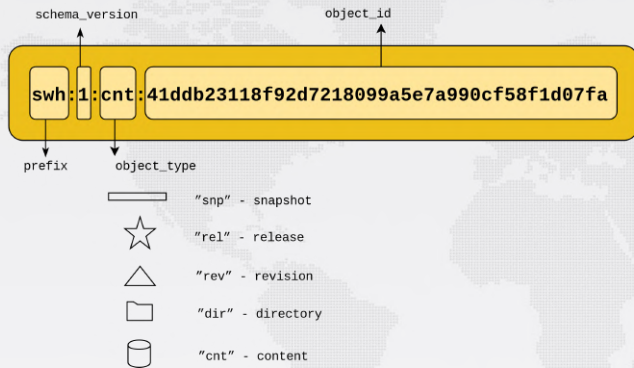 schema_version
object_id
swh:1:cnt:41ddb23118f92d7218099a5e7a990cf58f1d07fa
prefix
object_type
”snp” - snapshot
”rel” - release
”rev” - revision
”dir” - directory
”cnt” - content